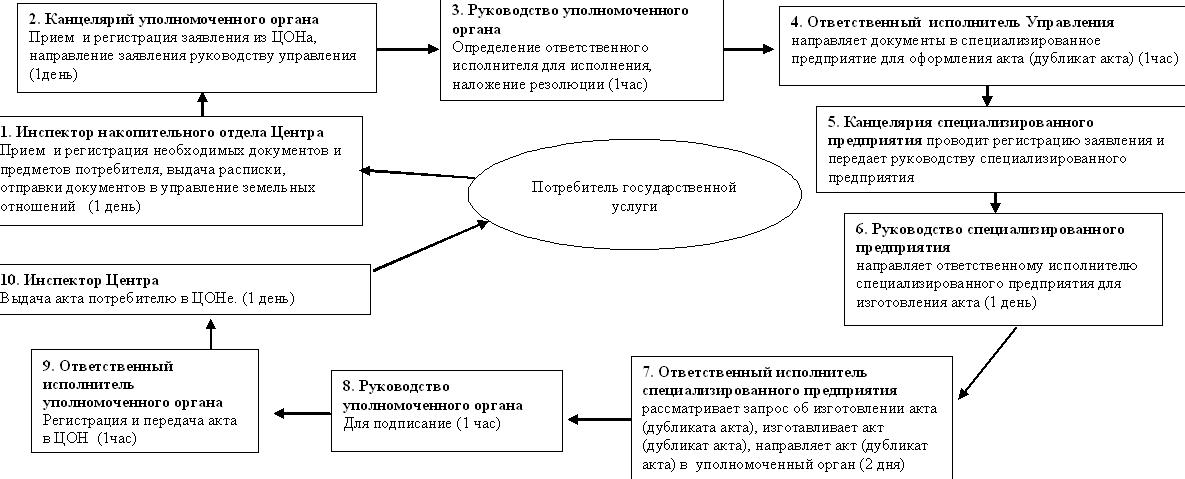 2. Канцелярий уполномоченного органа
Прием и регистрация заявления из ЦОНа,
направление заявления руководству управления
(1день)
3. Руководство уполномоченного
органа
Определение ответственного
исполнителя для исполнения,
наложение резолюции (1час)
4. Ответственный исполнитель Управления
направляет документы в специализированное
предприятие для оформления акта (дубликат акта) (1час)
1. Инспектор накопительного отдела Центра
Прием и регистрация необходимых документов и
предметов потребителя, выдача расписки,
отправки документов в управление земельных
отношений (1 день)
5. Канцелярия специализированного
предприятия проводит регистрацию заявления и
передает руководству специализированного
предприятия
Потребитель государственной
услуги
6. Руководство специализированного
предприятия
направляет ответственному исполнителю
специализированного предприятия для
изготовления акта (1 день)
10. Инспектор Центра
Выдача акта потребителю в ЦОНе. (1 день)
9. Ответственный
исполнитель
уполномоченного органа
Регистрация и передача акта
в ЦОН (1час)
8. Руководство
уполномоченного органа
Для подписание (1 час)
7. Ответственный исполнитель
специализированного предприятия
рассматривает запрос об изготовлении акта
(дубликата акта), изготавливает акт
(дубликат акта), направляет акт (дубликат
акта) в уполномоченный орган (2 дня)